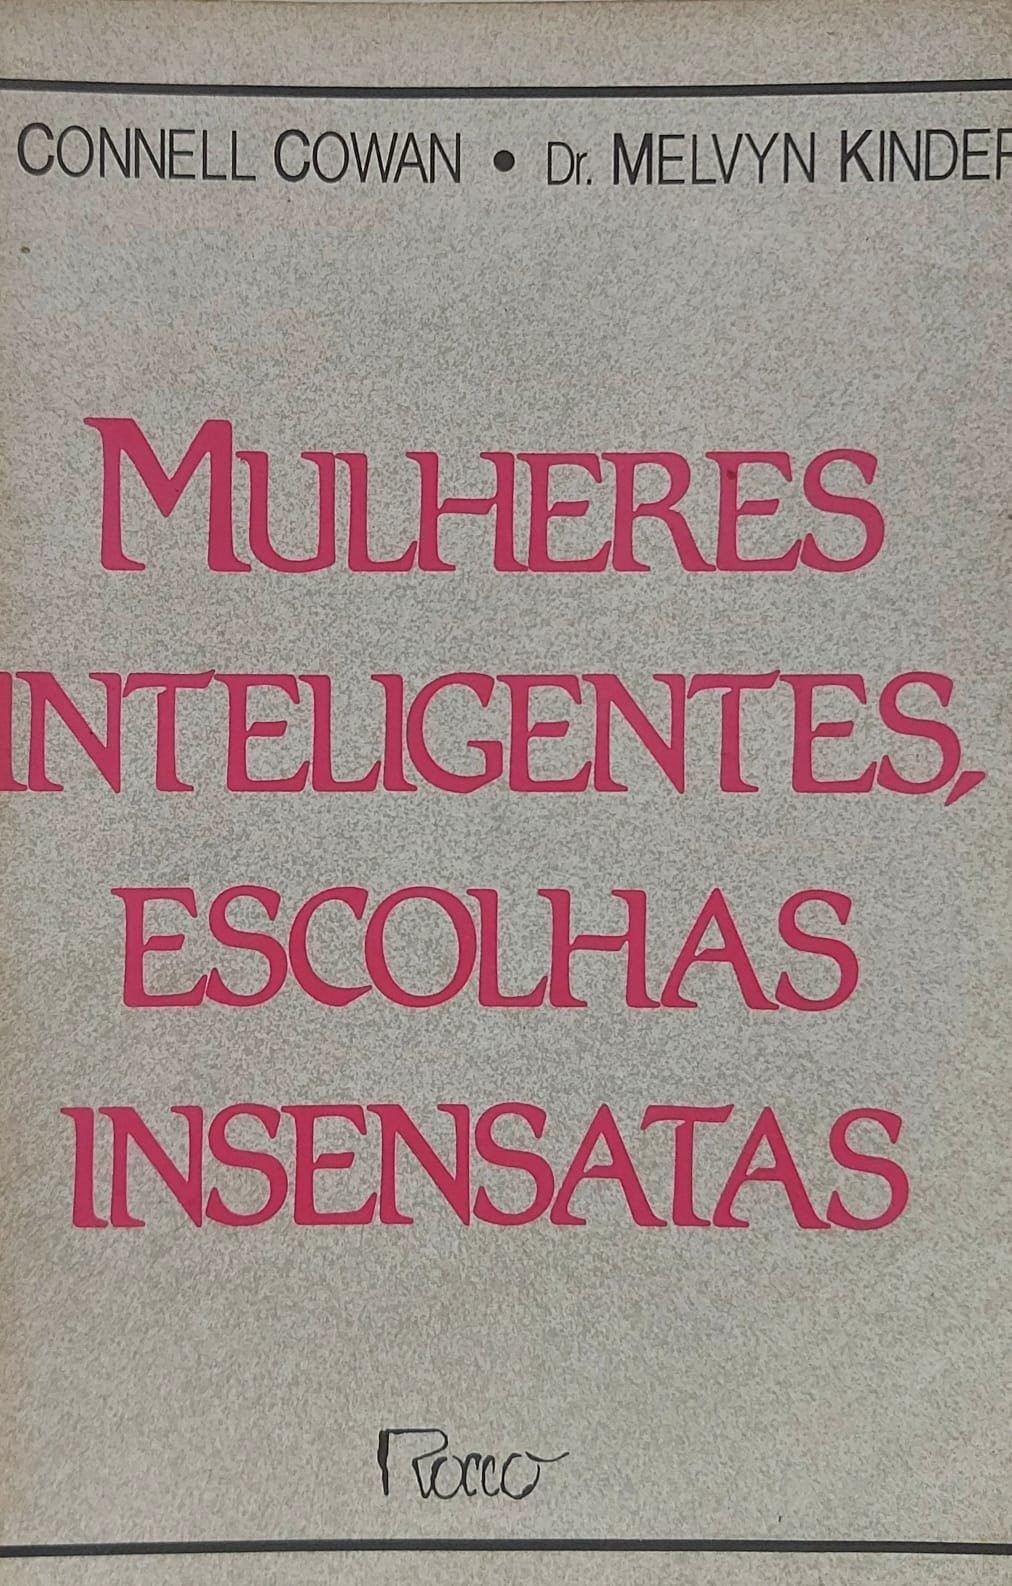 CONNELL COWAN • Dr. MELVYN KINDER
MULHERES
INTELIGENTES,
ESCOLHAS
INSENSATAS
Rocco